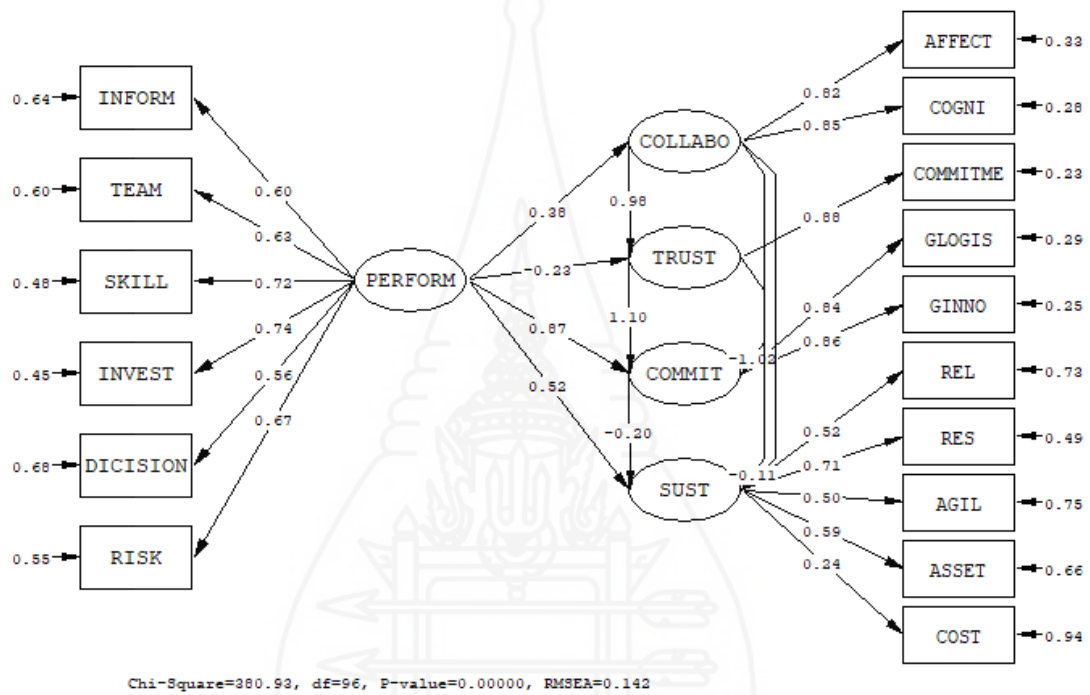 0.64 INFORM
0.60 TEAM
0.48 SKILL
0.45 INVEST
0.68 DICISION
0.55 RISK
0.60
0.63
0.72
0.74
0.56
0.67
PERFORM
0.38
-0.23
0.87
0.52
COLLABO
0.98
TRUST
1.10
COMMIT
-0.20
SUST
-1.02
-0.11
0.82
0.85
0.88
0.84
0.86
0.52
0.71
0.50
0.59
0.24
AFFECT 0.33
COGNI 0.28
COMMITME 0.23
GLOGIS 0.29
GINNO 0.25
REL 0.73
RES 0.49
AGIL 0.75
ASSET 0.66
COST 0.94
Chi-Square=380.93, df=96, P-value=0.00000, RMSEA=0.142